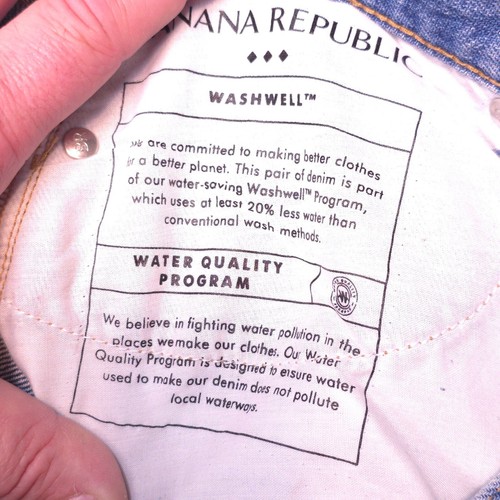 BANANA REPUBLIC
WASHWELL™
We are committed to making better clothes
for a better planet. This pair of denim is part
of our water-saving Washwell™ Program,
which uses at least 20% less water than
conventional wash methods.
WATER QUALITY
PROGRAM
We believe in fighting water pollution in the
places wemake our clothes. Our Water
Quality Program is designed to ensure water
used to make our denim does not pollute
local waterways.